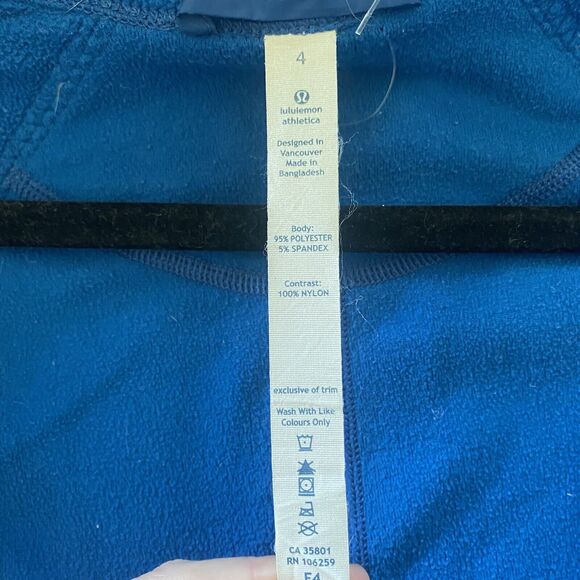 4
lululemon
athletica
Designed in
Vancouver
Made in
Bangladesh
Body:
95% POLYESTER
5% SPANDEX
Contrast:
100% NYLON
exclusive of trim
Wash With Like
Colours Only
CA 35801
RN 106259
F4